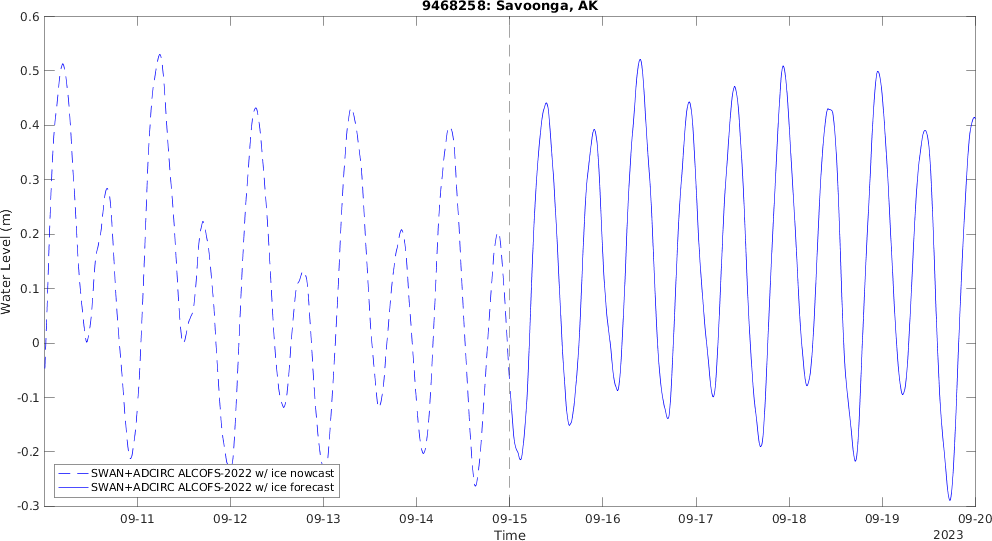 9468258: Savoonga, AK
0.6
0.5
0.4
0.3
0.2
0.1
0
-0.1
-0.2
-0.3
Water Level (m)
SWAN+ADCIRC ALCOFS-2022 w/ ice nowcast
SWAN+ADCIRC ALCOFS-2022 w/ ice forecast
09-11 09-12 09-13 09-14 09-15 09-16 09-17 09-18 09-19 09-20
Time
2023